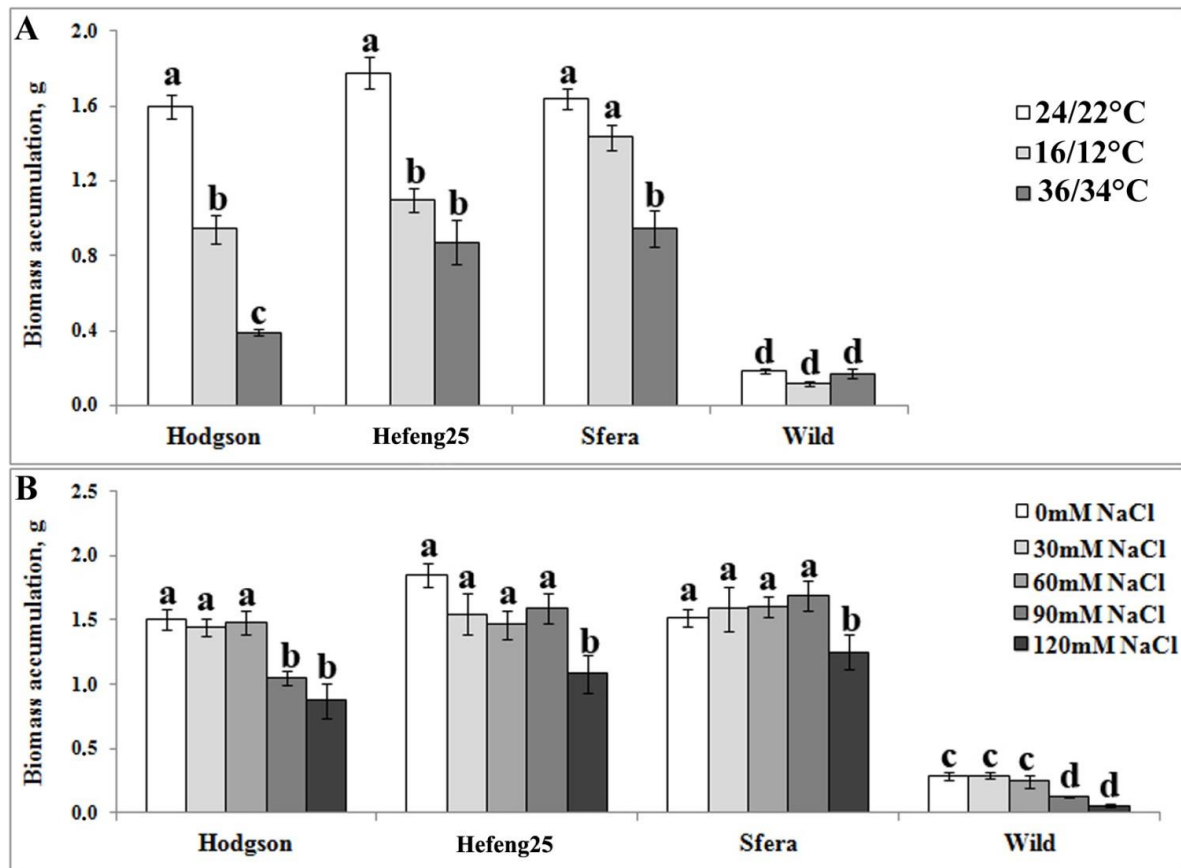 A
Biomass accumulation, g
2.0
1.6
1.2
0.8
0.4
0.0
a
b
c
a
b
b
a
a
b
d
d
d
24/22°C
16/12°C
36/34°C
Hodgson
Hefeng25
Sfera
Wild
B
Biomass accumulation, g
2.5
2.0
1.5
1.0
0.5
0.0
a
a
a
b
b
a
a
a
a
b
a
a
a
a
b
c
c
c
d
d
0mM NaCl
30mM NaCl
60mM NaCl
90mM NaCl
120mM NaCl
Hodgson
Hefeng25
Sfera
Wild